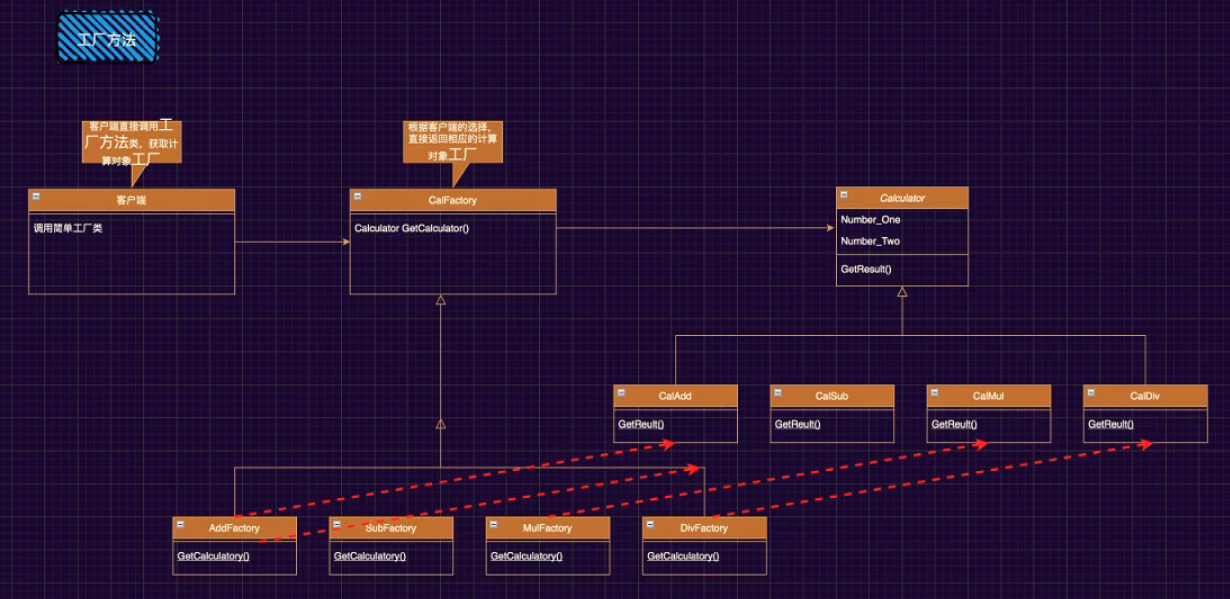 工厂方法
客户端直接调用工
厂方法类，获取计
算对象工厂
根据客户端的选择，
直接返回相应的计算
对象工厂
客户端
调用简单工厂类
CalFactory
Calculator GetCalculator()
Calculator
Number_One
Number_Two
GetResult()
CalAdd
GetReult()
CalSub
GetReult()
CalMul
GetReult()
CalDiv
GetReult()
AddFactory
GetCalculatory()
SubFactory
GetCalculatory()
MulFactory
GetCalculatory()
DivFactory
GetCalculatory()